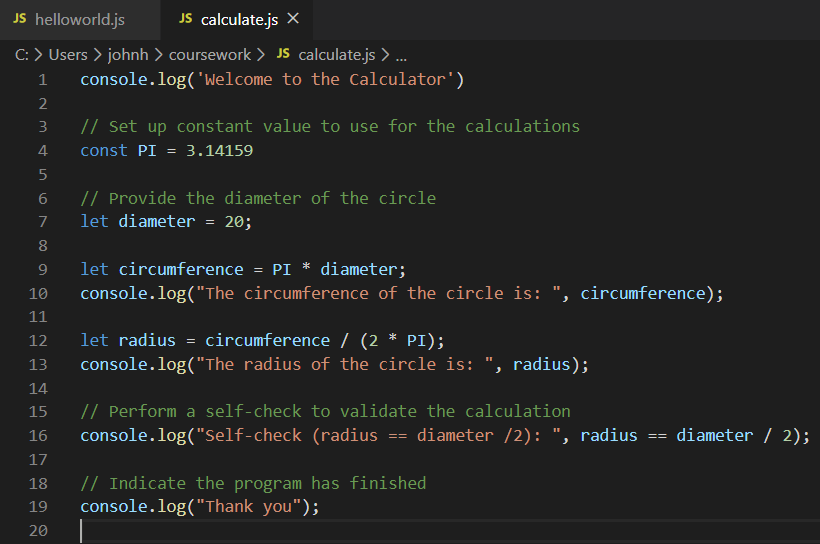 JS helloworld.js JS calculate.js ×
C: > Users > johnh > coursework > JS calculate.js > ...
1 console.log('Welcome to the Calculator')
2
3 // Set up constant value to use for the calculations
4 const PI = 3.14159
5
6 // Provide the diameter of the circle
7 let diameter = 20;
8
9 let circumference = PI * diameter;
10 console.log("The circumference of the circle is: ", circumference);
11
12 let radius = circumference / (2 * PI);
13 console.log("The radius of the circle is: ", radius);
14
15 // Perform a self-check to validate the calculation
16 console.log("Self-check (radius == diameter /2): ", radius == diameter / 2);
17
18 // Indicate the program has finished
19 console.log("Thank you");
20